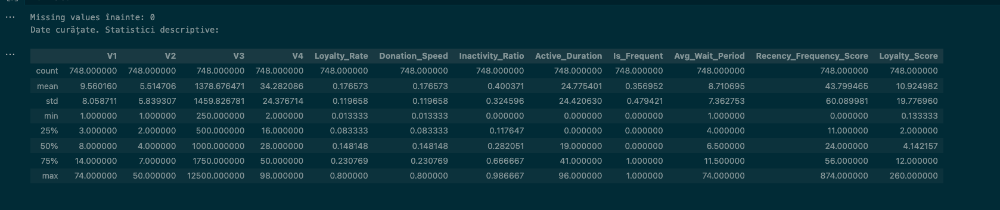 Missing values înainte: 0
Date curățate. Statistici descriptive:
V1 V2 V3 V4 Loyalty_Rate Donation_Speed Inactivity_Ratio Active_Duration Is_Frequent Avg_Wait_Period Recency_Frequency_Score Loyalty_Score
count 748.000000 748.000000 748.000000 748.000000 748.000000 748.000000 748.000000 748.000000 748.000000 748.000000 748.000000 748.000000
mean 9.560160 5.514706 1378.676471 34.282086 0.176573 0.176573 0.400371 24.775401 0.356952 8.710695 43.799465 10.924982
std 8.058711 5.839307 1459.826781 24.376714 0.119658 0.119658 0.324596 24.420630 0.479421 7.362753 60.089981 19.776960
min 1.000000 1.000000 250.000000 2.000000 0.013333 0.013333 0.000000 0.000000 0.000000 1.000000 0.000000 0.133333
25% 3.000000 2.000000 500.000000 16.000000 0.083333 0.083333 0.117647 0.000000 0.000000 4.000000 11.000000 2.000000
50% 8.000000 4.000000 1000.000000 28.000000 0.148148 0.148148 0.282051 19.000000 0.000000 6.500000 24.000000 4.142157
75% 14.000000 7.000000 1750.000000 50.000000 0.230769 0.230769 0.666667 41.000000 1.000000 11.500000 56.000000 12.000000
max 74.000000 50.000000 12500.000000 98.000000 0.800000 0.800000 0.986667 96.000000 1.000000 74.000000 874.000000 260.000000